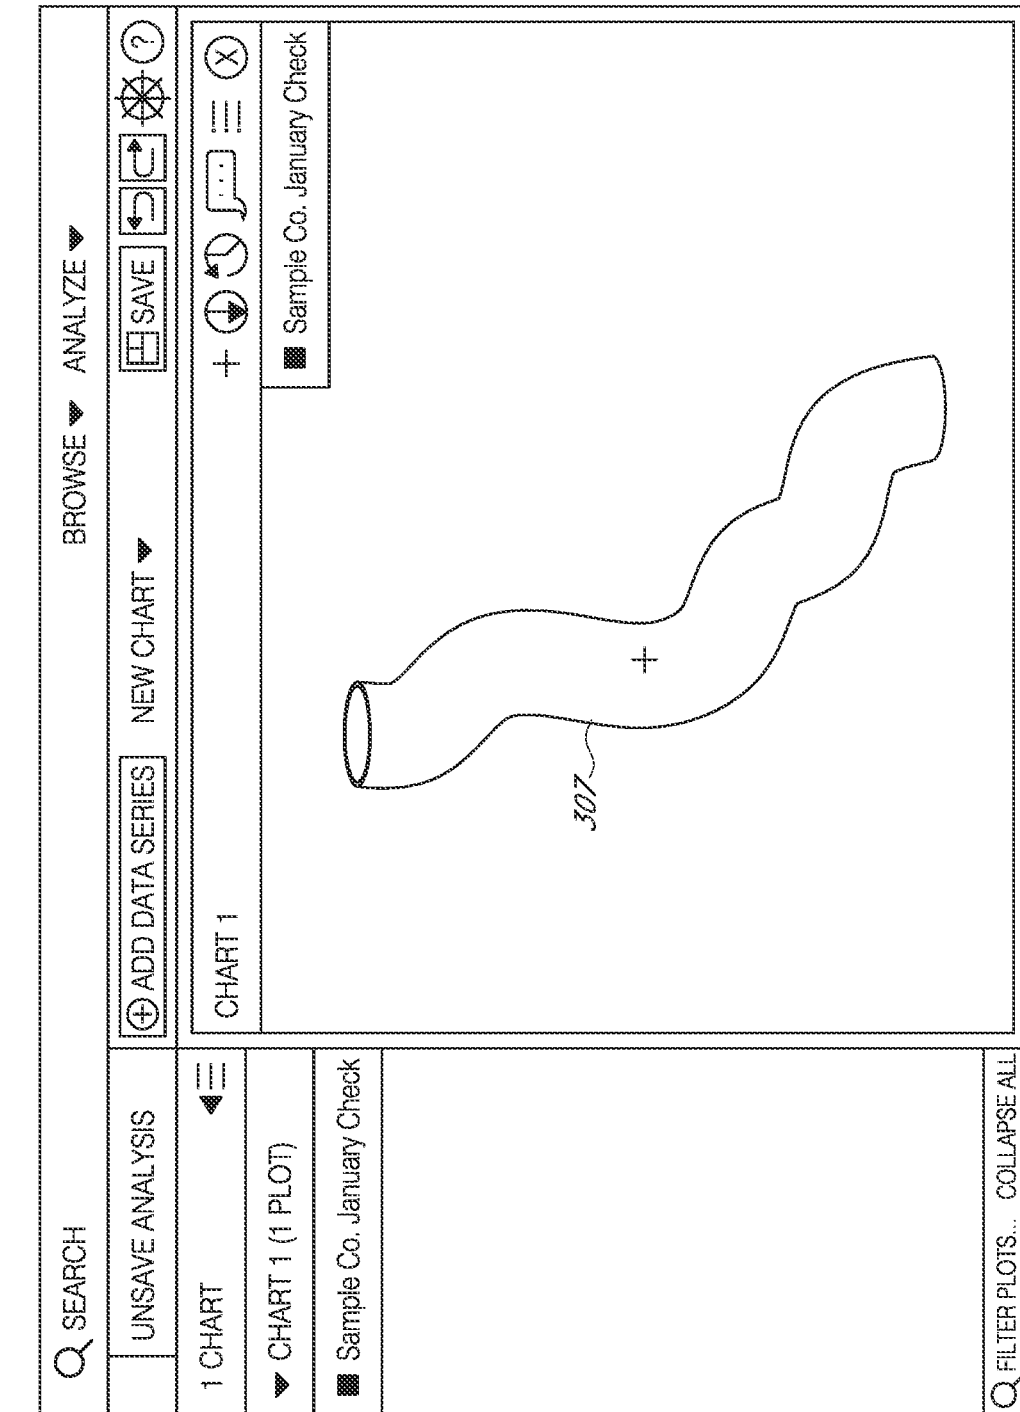 SEARCH
BROWSE
ANALYZE
UNSAVE ANALYSIS
ADD DATA SERIES
NEW CHART
SAVE
?
1 CHART
CHART 1
X
CHART 1 (1 PLOT)
Sample Co. January Check
Sample Co. January Check
307
FILTER PLOTS... COLLAPSE ALL